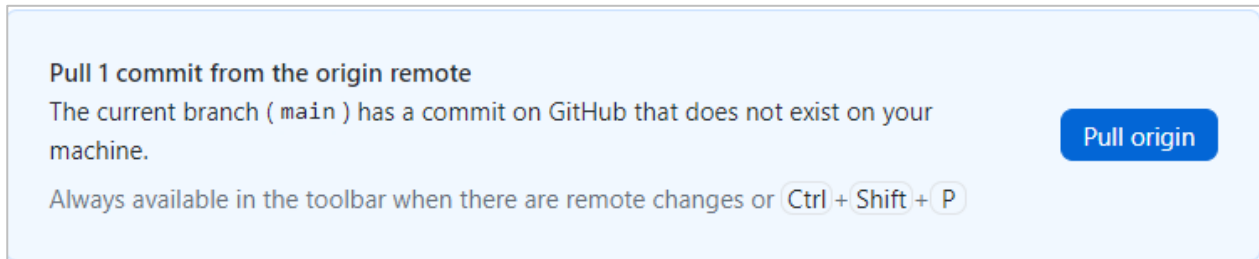 Pull 1 commit from the origin remote
The current branch ( main ) has a commit on GitHub that does not exist on your
machine.
Pull origin
Always available in the toolbar when there are remote changes or Ctrl + Shift + P